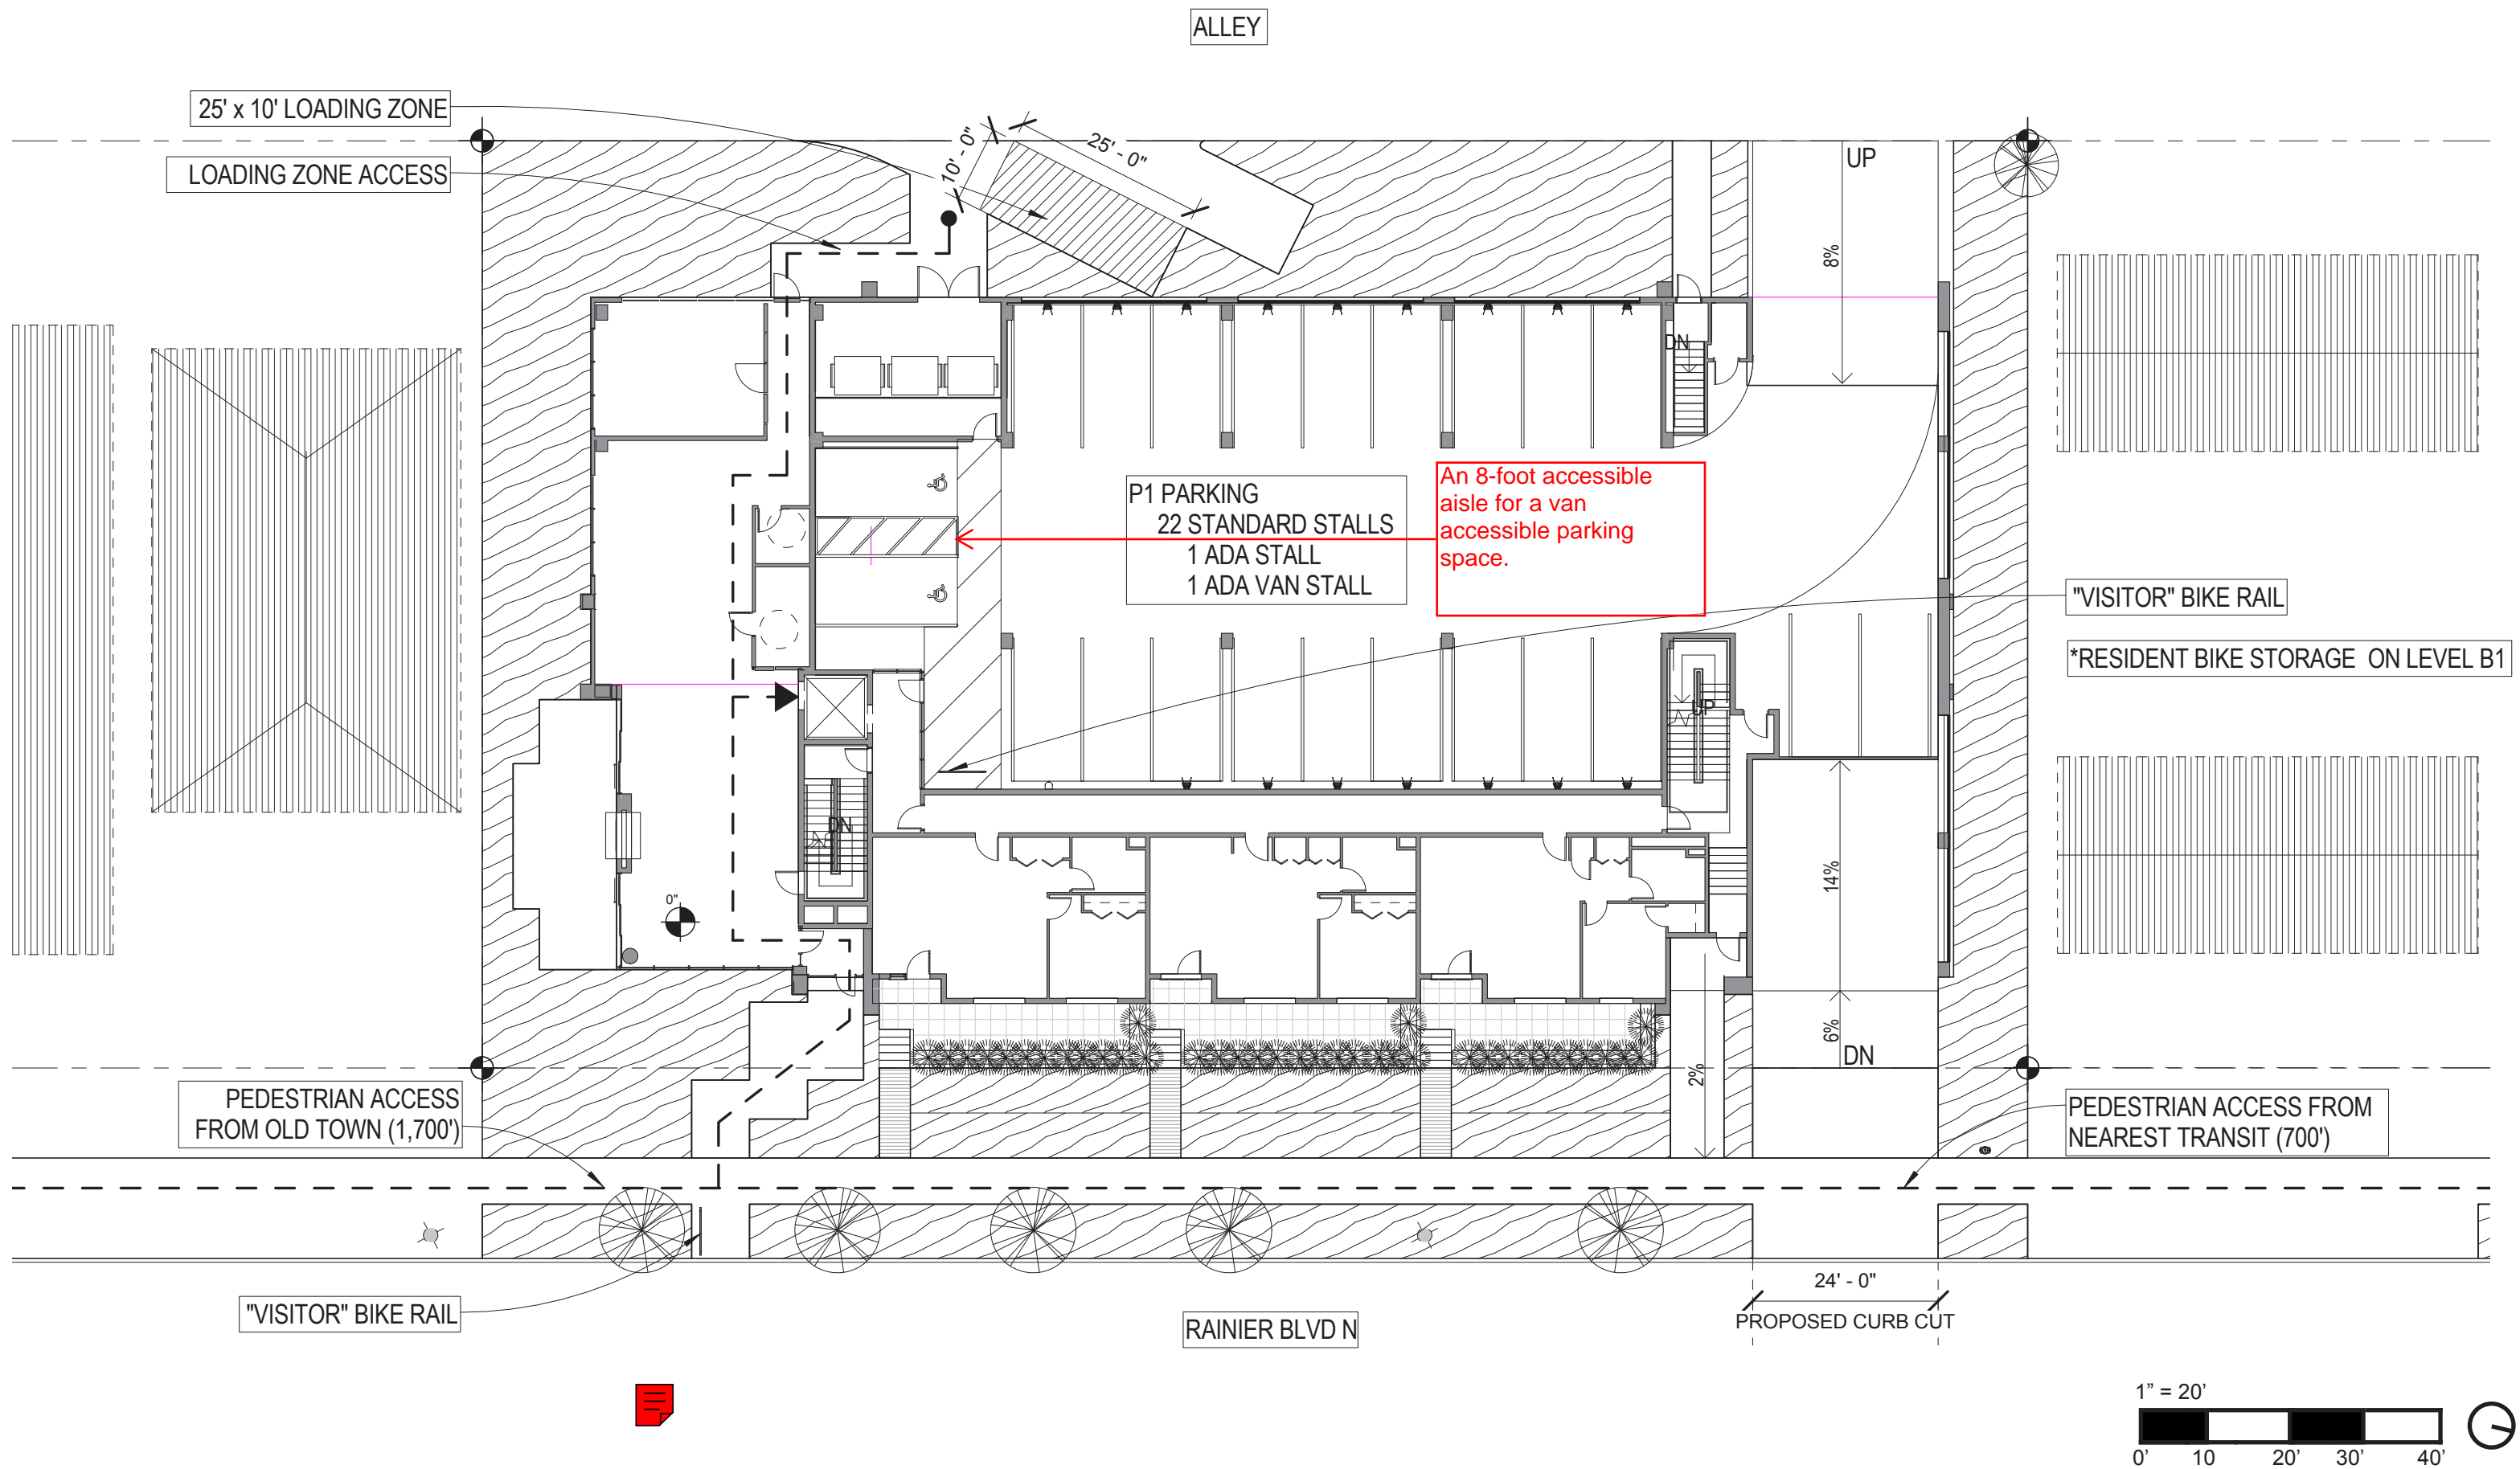 ALLEY
25' x 10' LOADING ZONE
LOADING ZONE ACCESS
10' - 0"
25' - 0"
UP
8%
DN
P1 PARKING
22 STANDARD STALLS
1 ADA STALL
1 ADA VAN STALL
An 8-foot accessible
aisle for a van
accessible parking
space.
"VISITOR" BIKE RAIL
*RESIDENT BIKE STORAGE ON LEVEL B1
UP
DN
0"
14%
6%
DN
2%
PEDESTRIAN ACCESS
FROM OLD TOWN (1,700')
PEDESTRIAN ACCESS FROM
NEAREST TRANSIT (700')
"VISITOR" BIKE RAIL
RAINIER BLVD N
24' - 0"
PROPOSED CURB CUT
1” = 20’
0’ 10 20’ 30’ 40’